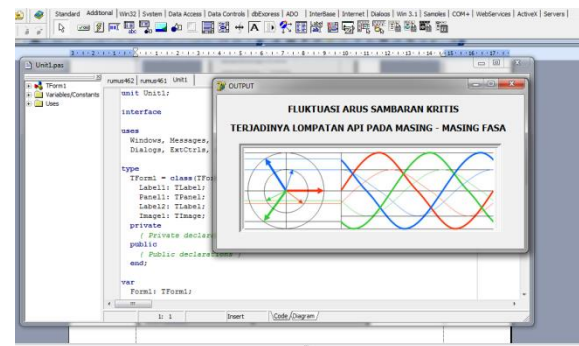 Standard Additional Win32 System Data Access Data Controls dbExpress ADO InterBase Internet Dialogs Win 3.1 Samples COM+ WebServices ActiveX Servers
Unit1.pas
TForm1
Variables/Constants
Uses
rumus462 rumus461 Unit1
unit Unit1;
interface
uses
Windows, Messages,
Dialogs, ExtCtrls,
type
TForm1 = class(TFor
Label1: TLabel;
Panel1: TPanel;
Label2: TLabel;
Image1: TImage;
private
{ Private declar
public
{ Public declarations }
end;
var
Form1: TForm1;
1: 1 Insert Code Diagram
OUTPUT
FLUKTUASI ARUS SAMBARAN KRITIS
TERJADINYA LOMPATAN API PADA MASING - MASING FASA